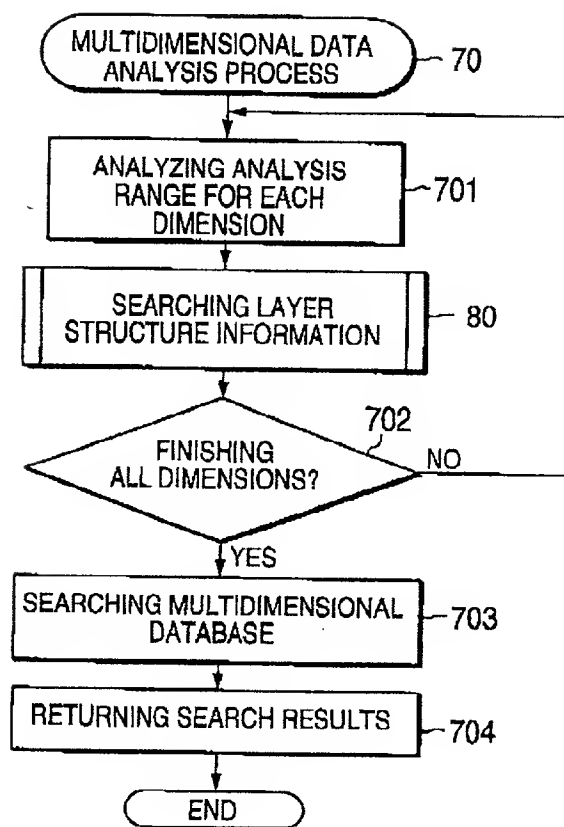 MULTIDIMENSIONAL DATA
ANALYSIS PROCESS
70
ANALYZING ANALYSIS
RANGE FOR EACH
DIMENSION
701
SEARCHING LAYER
STRUCTURE INFORMATION
80
702
FINISHING
ALL DIMENSIONS?
NO
YES
SEARCHING MULTIDIMENSIONAL
DATABASE
703
RETURNING SEARCH RESULTS
704
END